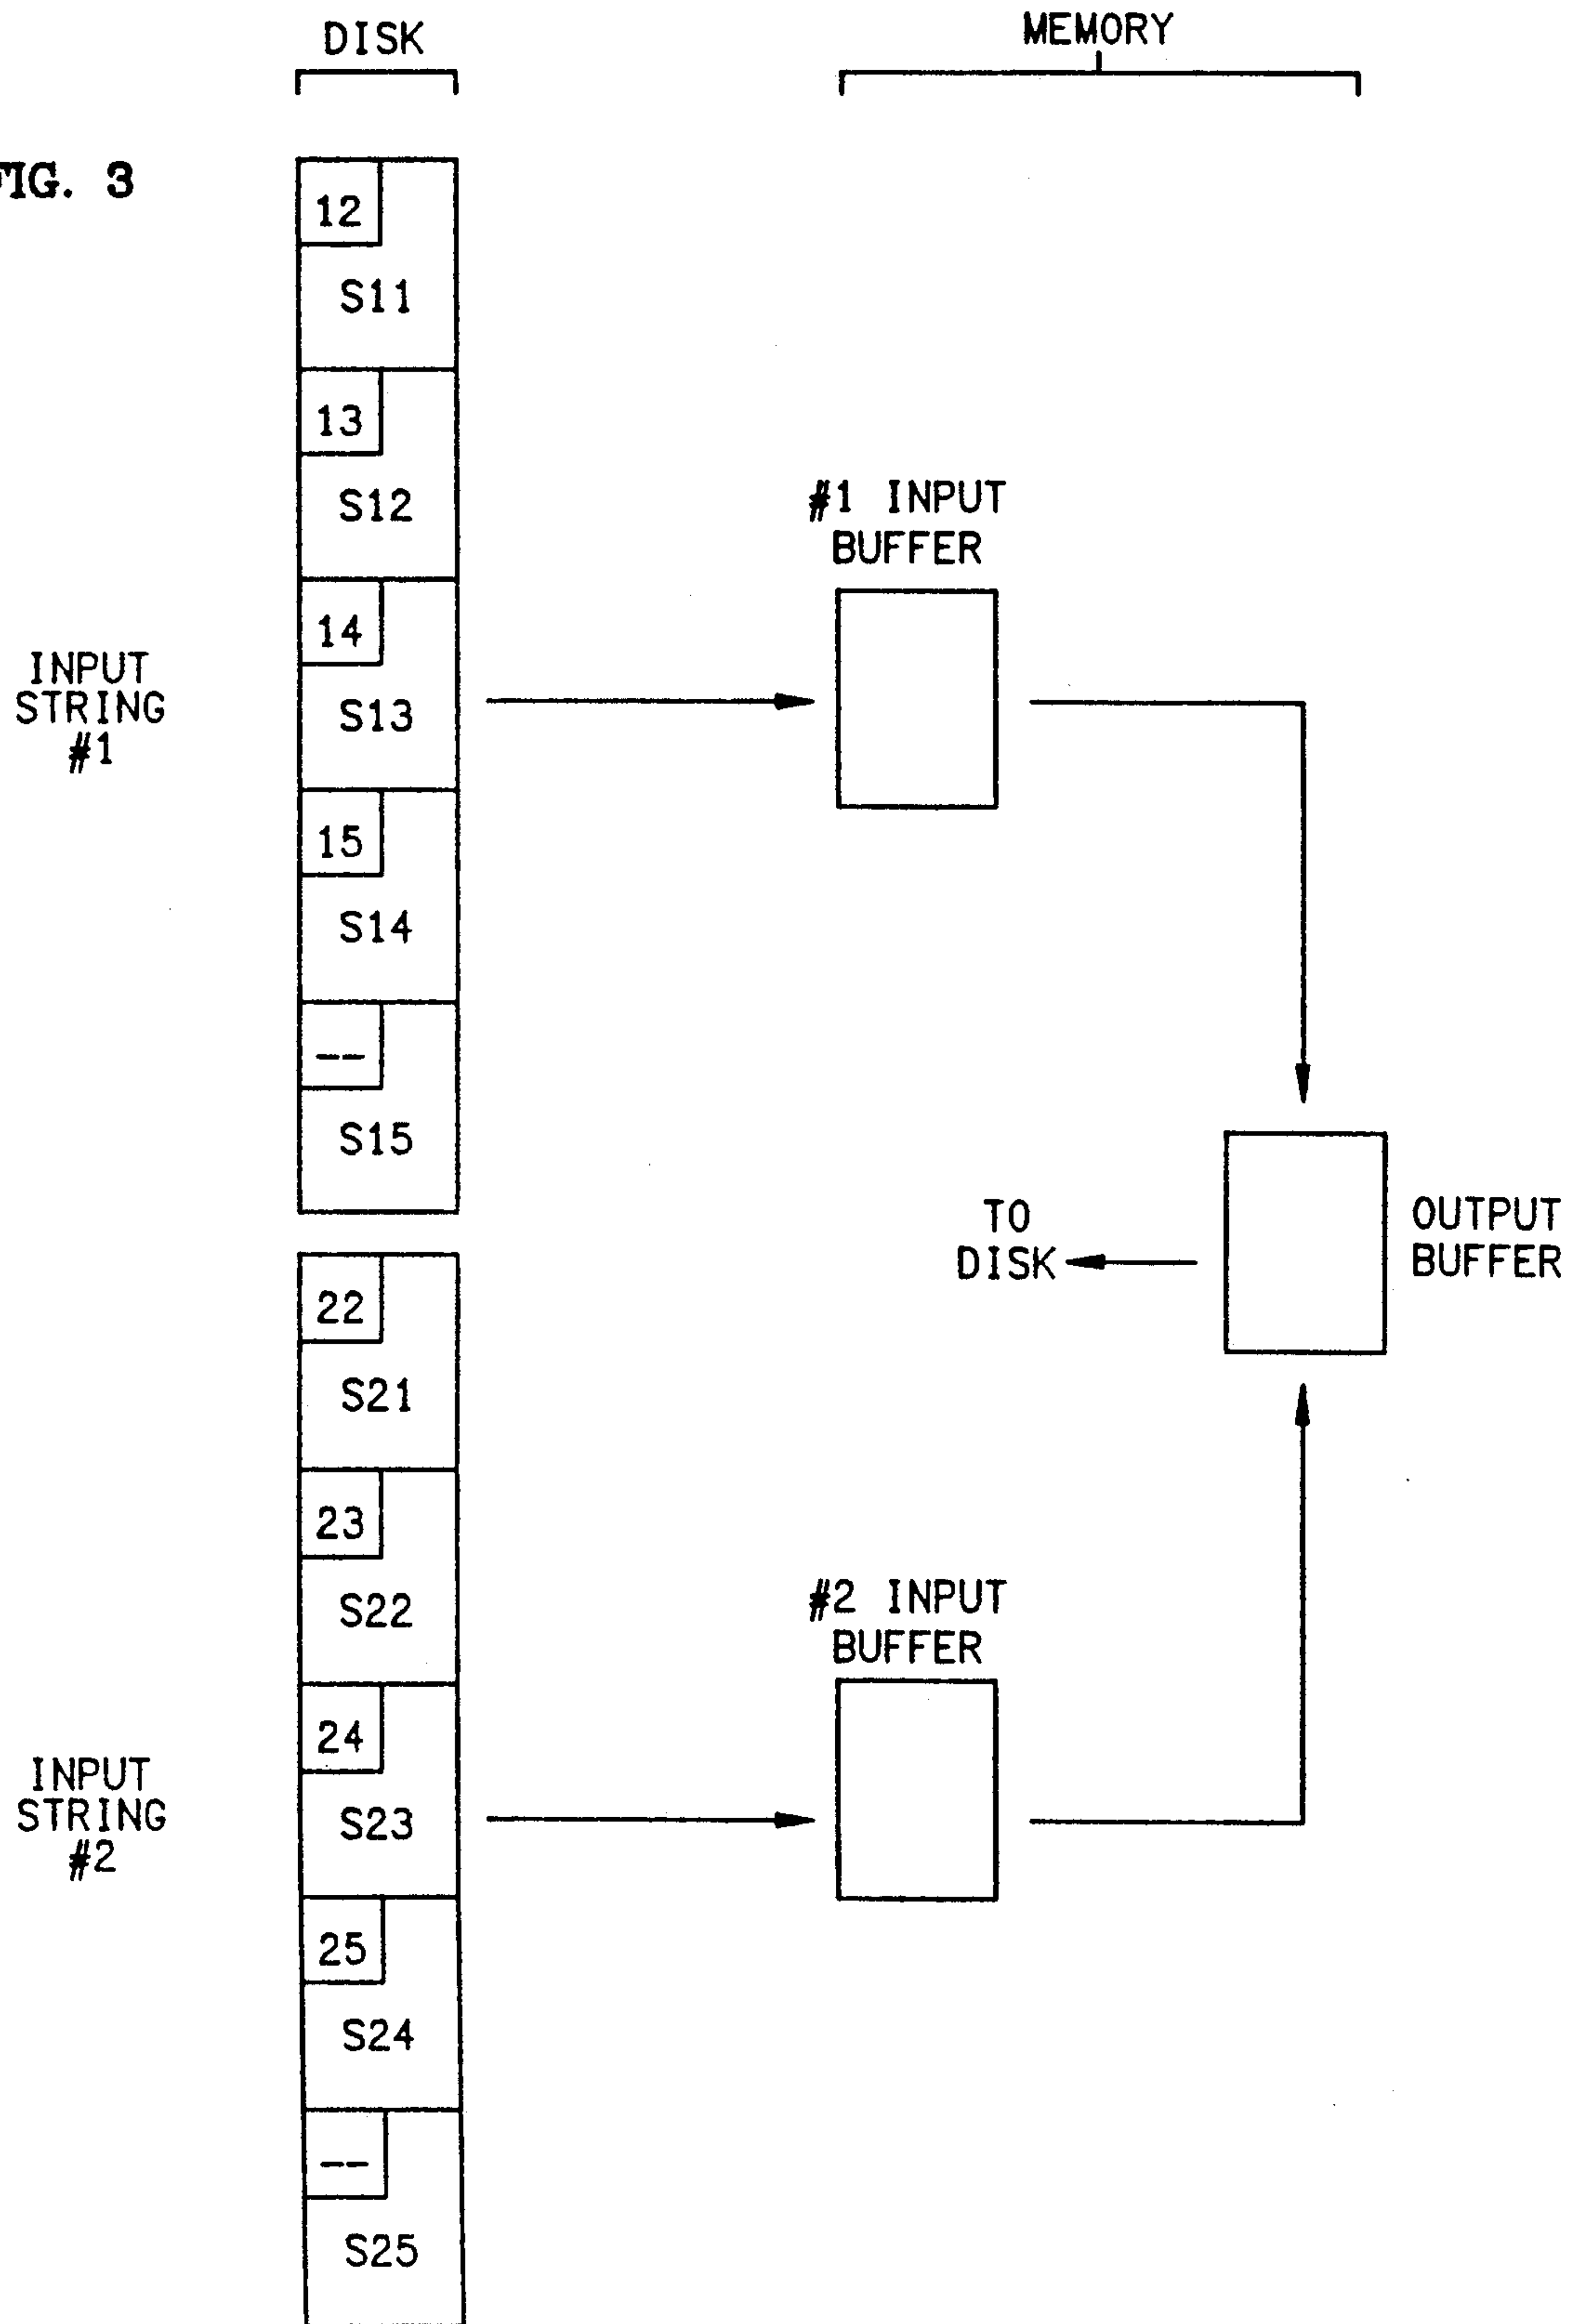 DISK
MEMORY
FIG. 3
12
S11
13
S12
14
S13
15
S14
--
S15
INPUT
STRING
#1
#1 INPUT
BUFFER
TO
DISK
OUTPUT
BUFFER
22
S21
23
S22
24
S23
25
S24
--
S25
INPUT
STRING
#2
#2 INPUT
BUFFER